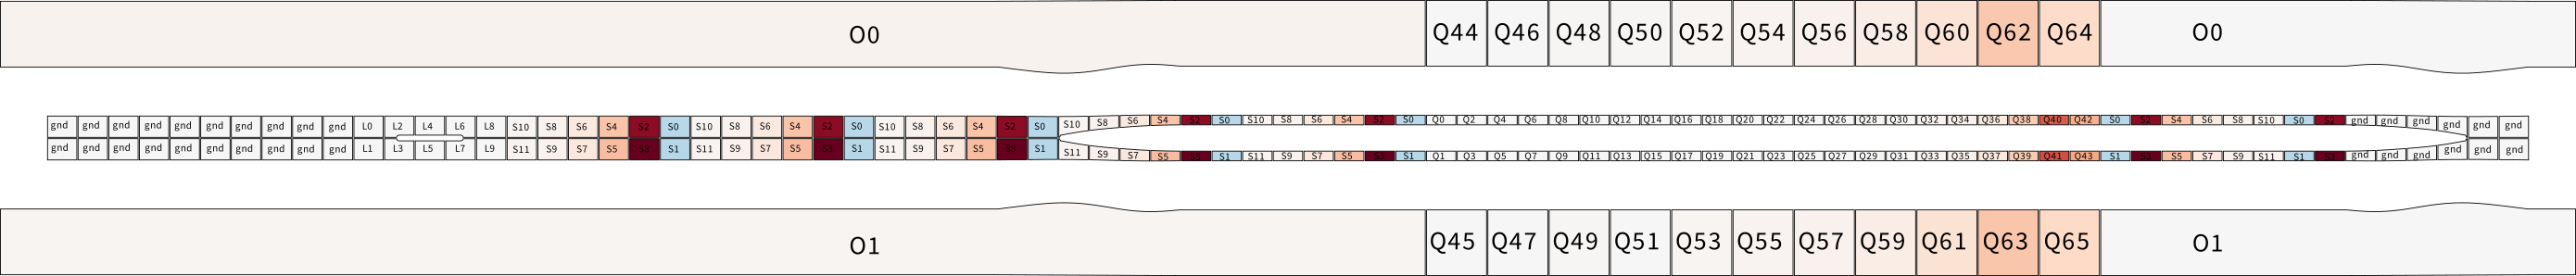 O0 Q44 Q46 Q48 Q50 Q52 Q54 Q56 Q58 Q60 Q62 Q64 O0
gnd gnd gnd gnd gnd gnd gnd gnd gnd gnd L0 L2 L4 L6 L8 S10 S8 S6 S4 S2 S0 S10 S8 S6 S4 S2 S0 S10 S8 S6 S4 S2 S0 S10 S8 S6 S4 S2 S0 S10 S8 S6 S4 S2 S0 Q0 Q2 Q4 Q6 Q8 Q10 Q12 Q14 Q16 Q18 Q20 Q22 Q24 Q26 Q28 Q30 Q32 Q34 Q36 Q38 Q40 Q42 S0 S2 S4 S6 S8 S10 S0 S2 gnd gnd gnd gnd gnd gnd
gnd gnd gnd gnd gnd gnd gnd gnd gnd gnd L1 L3 L5 L7 L9 S11 S9 S7 S5 S3 S1 S11 S9 S7 S5 S3 S1 S11 S9 S7 S5 S3 S1 S11 S9 S7 S5 S3 S1 S11 S9 S7 S5 S3 S1 Q1 Q3 Q5 Q7 Q9 Q11 Q13 Q15 Q17 Q19 Q21 Q23 Q25 Q27 Q29 Q31 Q33 Q35 Q37 Q39 Q41 Q43 S1 S3 S5 S7 S9 S11 S1 S3 gnd gnd gnd gnd gnd gnd
O1 Q45 Q47 Q49 Q51 Q53 Q55 Q57 Q59 Q61 Q63 Q65 O1